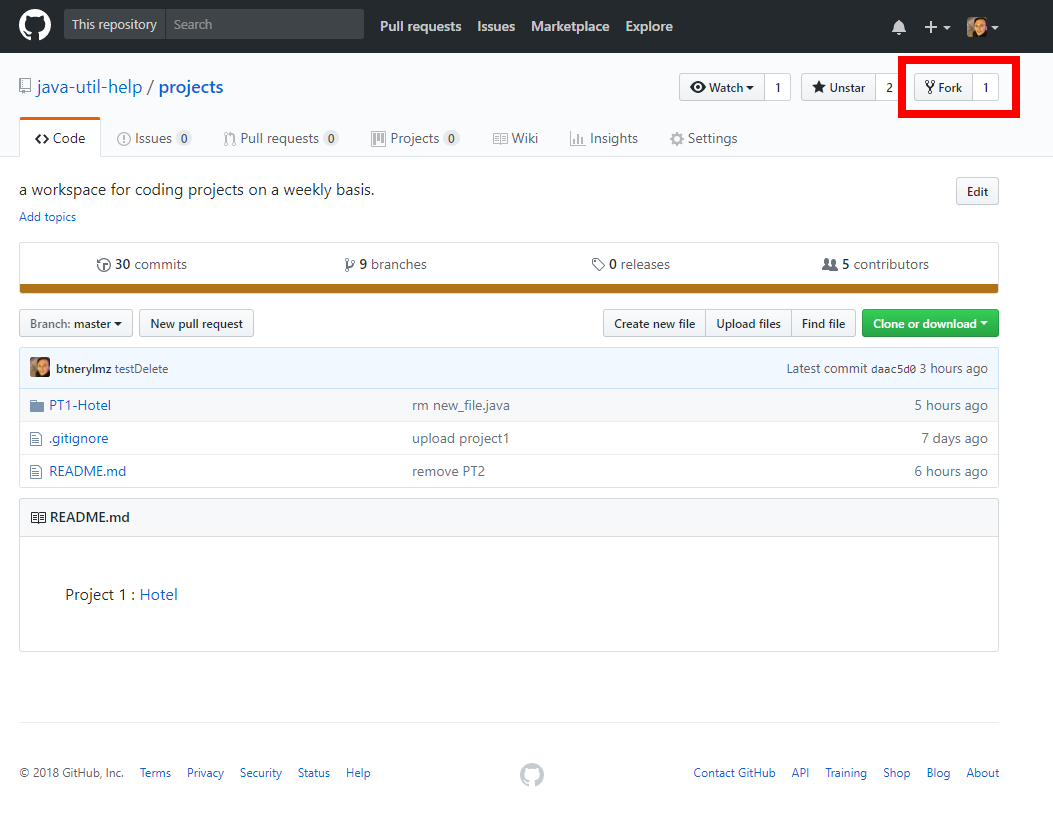 This repository Search Pull requests Issues Marketplace Explore
java-util-help / projects Watch 1 Unstar 2 Fork 1
Code Issues 0 Pull requests 0 Projects 0 Wiki Insights Settings
a workspace for coding projects on a weekly basis. Edit
Add topics
30 commits 9 branches 0 releases 5 contributors
Branch: master New pull request Create new file Upload files Find file Clone or download
btnerylmz testDelete Latest commit daac5d0 3 hours ago
PT1-Hotel rm new_file.java 5 hours ago
.gitignore upload project1 7 days ago
README.md remove PT2 6 hours ago
README.md
Project 1 : Hotel
© 2018 GitHub, Inc. Terms Privacy Security Status Help Contact GitHub API Training Shop Blog About